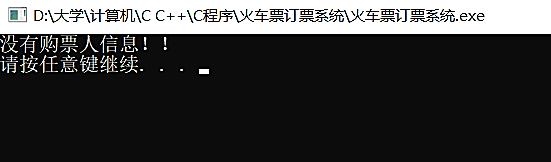 D:\大学\计算机\C C++\C程序\火车票订票系统\火车票订票系统.exe
没有购票人信息！！
请按任意键继续. . .